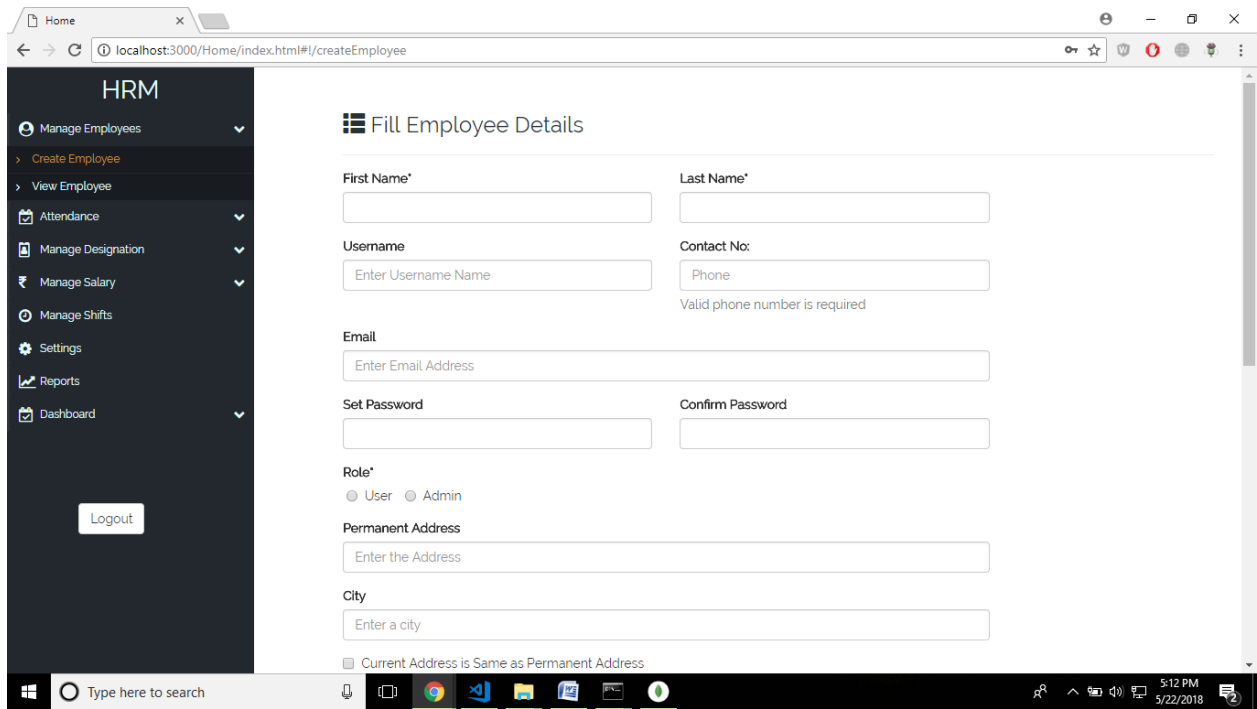 Home
localhost:3000/Home/index.html#!/createEmployee
HRM
Manage Employees
Create Employee
View Employee
Attendance
Manage Designation
₹ Manage Salary
Manage Shifts
Settings
Reports
Dashboard
Logout
Fill Employee Details
First Name* Last Name*
Username Contact No:
Enter Username Name Phone
Valid phone number is required
Email
Enter Email Address
Set Password Confirm Password
Role*
User Admin
Permanent Address
Enter the Address
City
Enter a city
Current Address is Same as Permanent Address
Type here to search
5:12 PM
5/22/2018
2